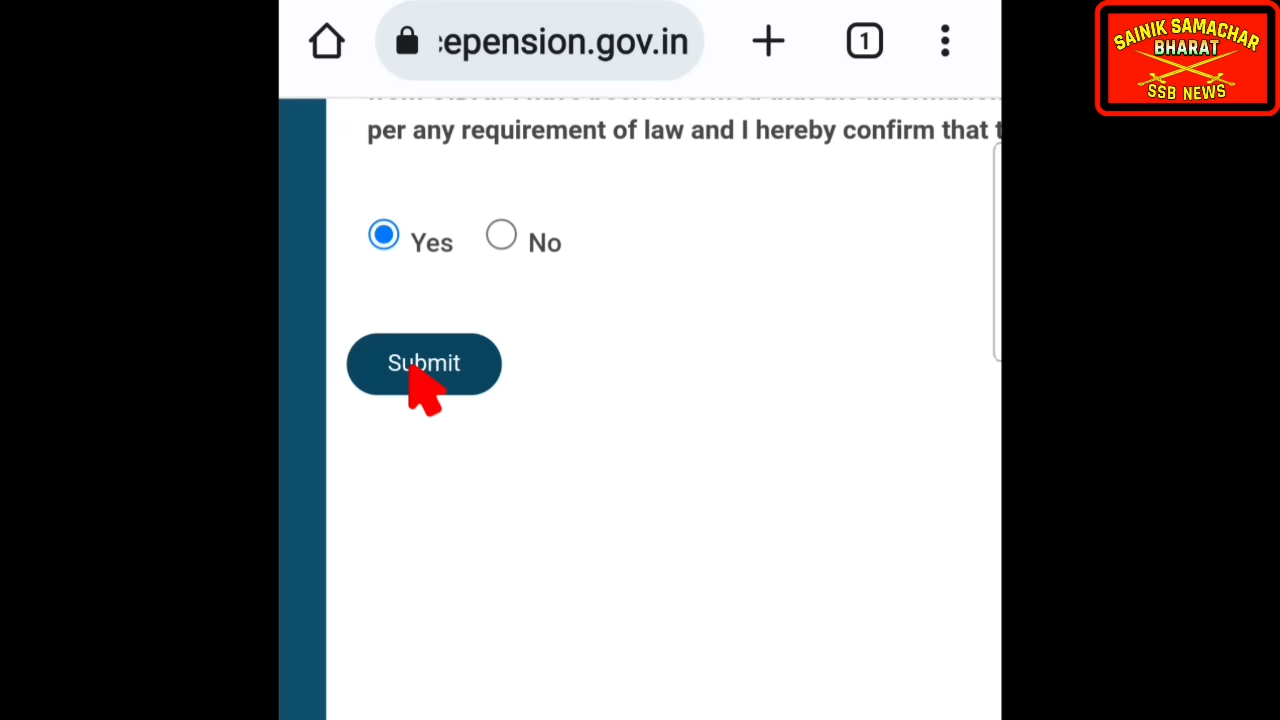 :epension.gov.in
1
per any requirement of law and I hereby confirm that t
Yes No
Submit
SAINIK SAMACHAR
BHARAT
SSB NEWS